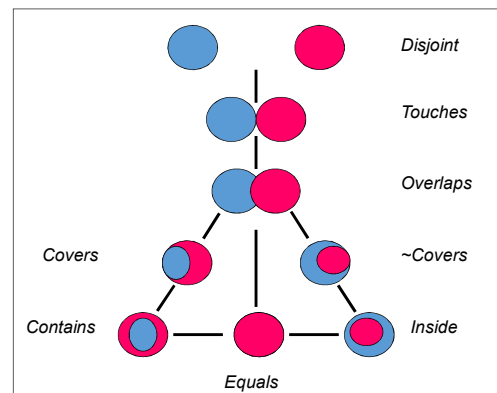 Disjoint
Touches
Overlaps
Covers
~Covers
Contains
Inside
Equals